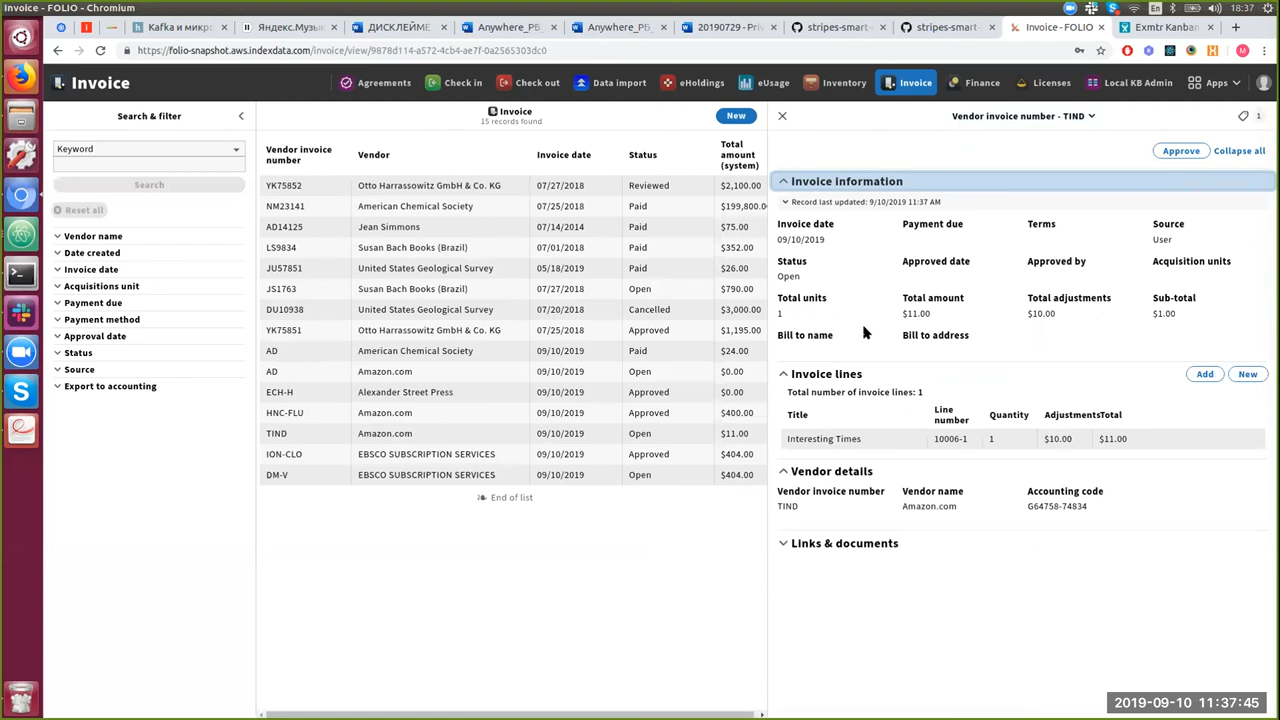 Invoice - FOLIO - Chromium
En
18:37
Kafka и микро
Яндекс.Музык
ДИСКЛЕЙМЕ
Anywhere_РБ_
Anywhere_РБ_
20190729 - Pri
stripes-smart-
stripes-smart-
Invoice - FOLIO
Exmtr Kanban
https://folio-snapshot.aws.indexdata.com/invoice/view/9878d114-a572-4cb4-ae7f-0a2565303dc0
Invoice
Agreements
Check in
Check out
Data import
eHoldings
eUsage
Inventory
Invoice
Finance
Licenses
Local KB Admin
Apps
Search & filter
Invoice
15 records found
New
Vendor invoice number - TIND
1
Keyword
Search
Reset all
Vendor name
Date created
Invoice date
Acquisitions unit
Payment due
Payment method
Approval date
Status
Source
Export to accounting
Vendor invoice number Vendor Invoice date Status Total amount (system)
YK75852 Otto Harrassowitz GmbH & Co. KG 07/27/2018 Reviewed $2,100.00
NM23141 American Chemical Society 07/25/2018 Paid $199,800.0
AD14125 Jean Simmons 07/14/2014 Paid $75.00
LS9834 Susan Bach Books (Brazil) 07/01/2018 Paid $352.00
JU57851 United States Geological Survey 05/18/2019 Paid $26.00
JS1763 Susan Bach Books (Brazil) 07/27/2018 Open $790.00
DU10938 United States Geological Survey 07/20/2018 Cancelled $3,000.00
YK75851 Otto Harrassowitz GmbH & Co. KG 07/25/2018 Approved $1,195.00
AD American Chemical Society 09/10/2019 Paid $24.00
AD Amazon.com 09/10/2019 Open $0.00
ECH-H Alexander Street Press 09/10/2019 Approved $0.00
HNC-FLU Amazon.com 09/10/2019 Approved $400.00
TIND Amazon.com 09/10/2019 Open $11.00
ION-CLO EBSCO SUBSCRIPTION SERVICES 09/10/2019 Approved $404.00
DM-V EBSCO SUBSCRIPTION SERVICES 09/10/2019 Open $404.00
End of list
Approve Collapse all
Invoice information
Record last updated: 9/10/2019 11:37 AM
Invoice date Payment due Terms Source
09/10/2019 User
Status Approved date Approved by Acquisition units
Open
Total units Total amount Total adjustments Sub-total
1 $11.00 $10.00 $1.00
Bill to name Bill to address
Invoice lines Add New
Total number of invoice lines: 1
Title Line number Quantity AdjustmentsTotal
Interesting Times 10006-1 1 $10.00 $11.00
Vendor details
Vendor invoice number Vendor name Accounting code
TIND Amazon.com G64758-74834
Links & documents
2019-09-10 11:37:45